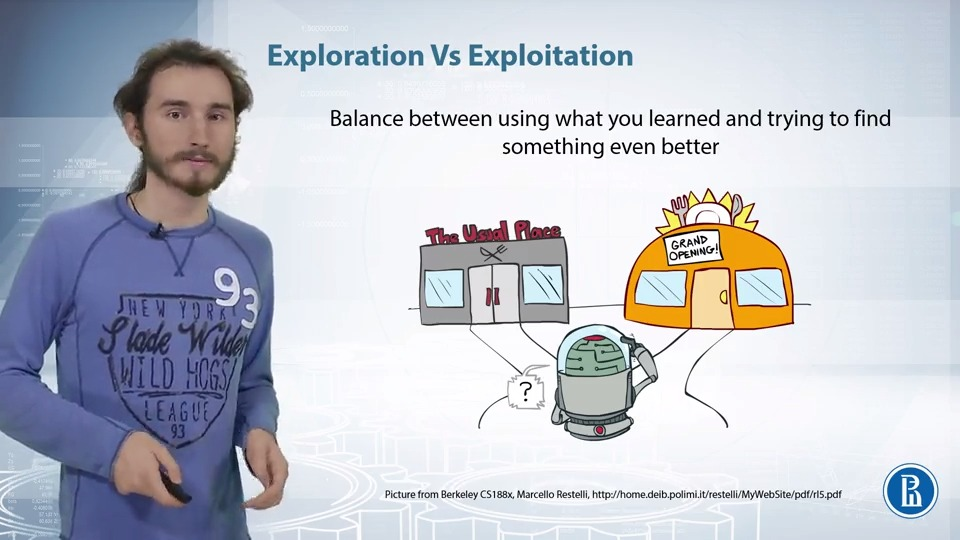 Exploration Vs Exploitation
Balance between using what you learned and trying to find
something even better
The Usual Place
GRAND
OPENING!
?
93
NEW YORK
Slade Wilder
WILD HOGS
LEAGUE
93
Picture from Berkeley CS188x, Marcello Restelli, http://home.deib.polimi.it/restelli/MyWebSite/pdf/rl5.pdf